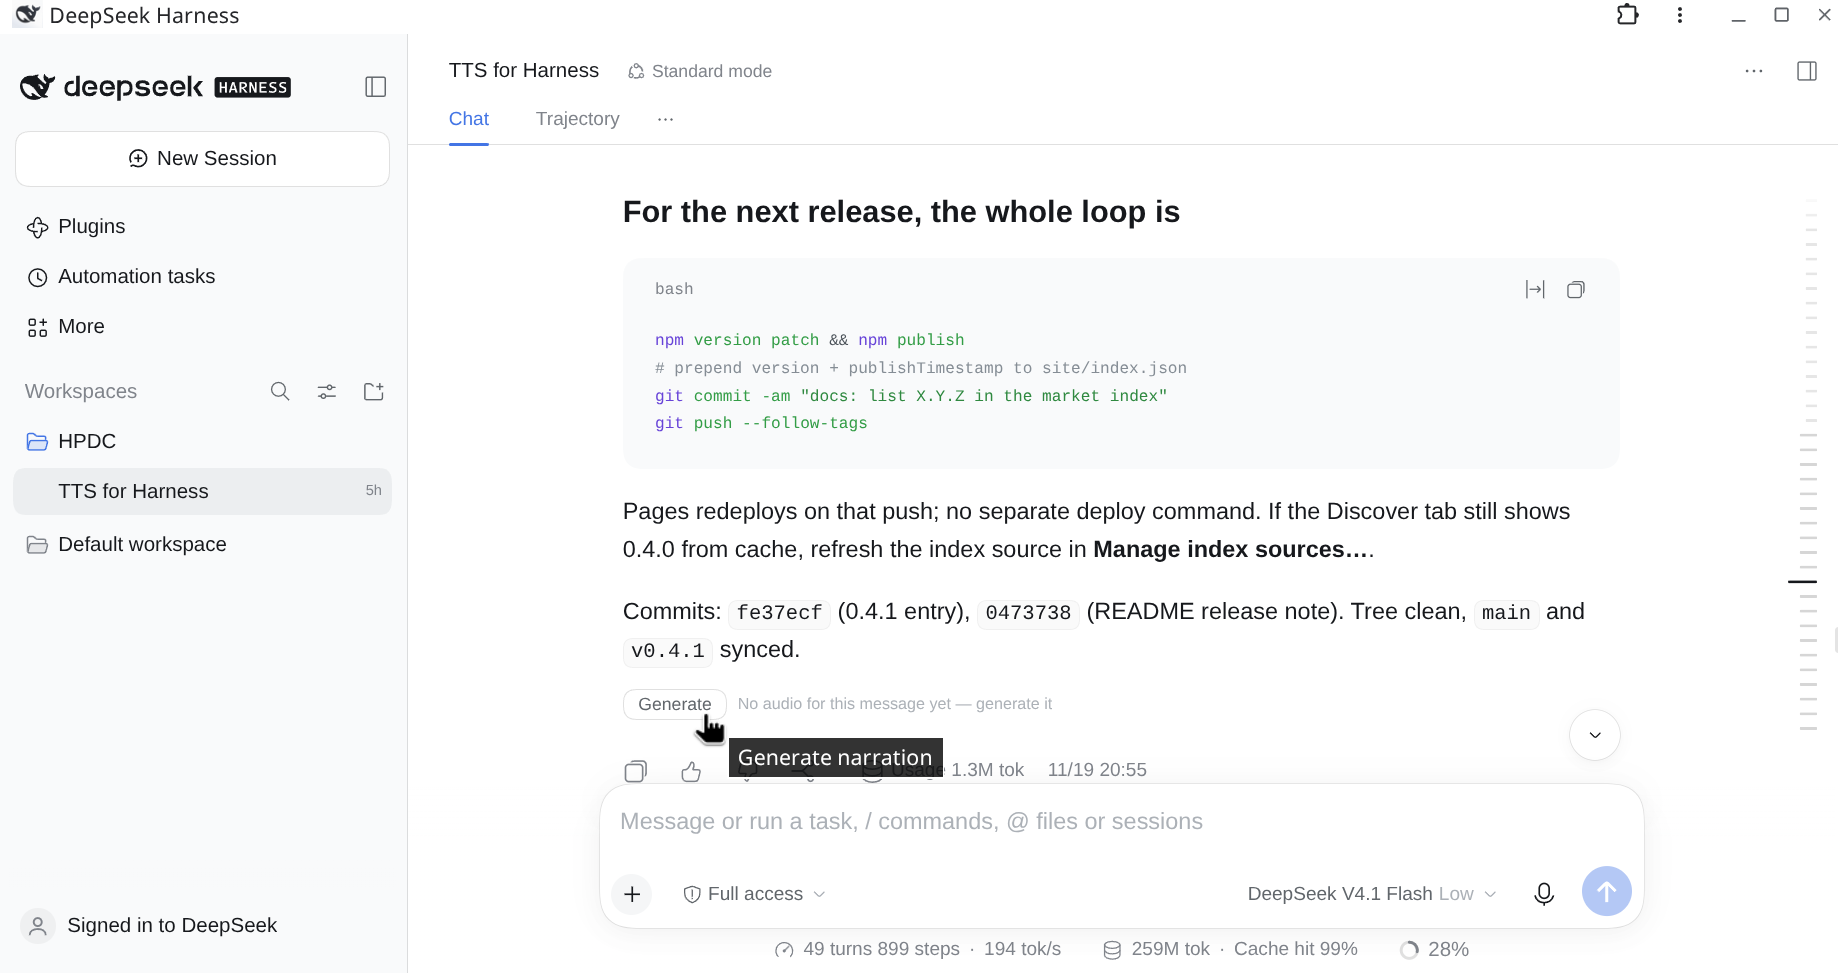 DeepSeek Harness
deepseek HARNESS
New Session
Plugins
Automation tasks
More
Workspaces
HPDC
TTS for Harness 5h
Default workspace
Signed in to DeepSeek
TTS for Harness Standard mode
Chat Trajectory
For the next release, the whole loop is
bash
npm version patch && npm publish
# prepend version + publishTimestamp to site/index.json
git commit -am "docs: list X.Y.Z in the market index"
git push --follow-tags
Pages redeploys on that push; no separate deploy command. If the Discover tab still shows
0.4.0 from cache, refresh the index source in Manage index sources….
Commits: fe37ecf (0.4.1 entry), 0473738 (README release note). Tree clean, main and
v0.4.1 synced.
Generate No audio for this message yet — generate it
Generate narration
Usage 1.3M tok 11/19 20:55
Message or run a task, / commands, @ files or sessions
Full access DeepSeek V4.1 Flash Low
49 turns 899 steps · 194 tok/s 259M tok · Cache hit 99% 28%